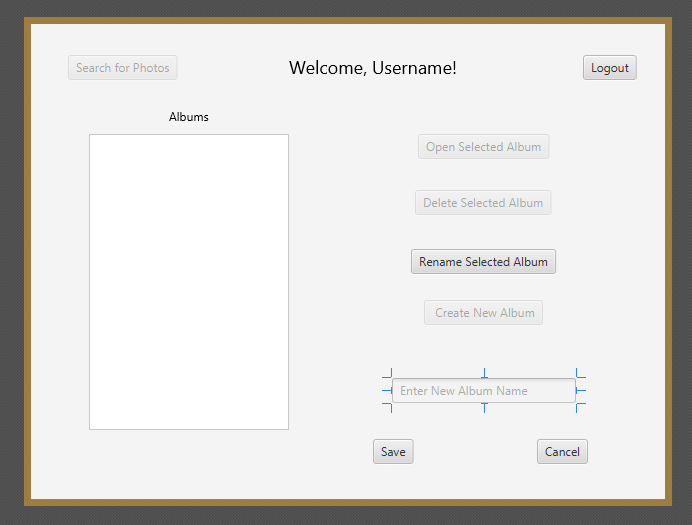 Search for Photos
Welcome, Username!
Logout
Albums
Open Selected Album
Delete Selected Album
Rename Selected Album
Create New Album
Enter New Album Name
Save
Cancel